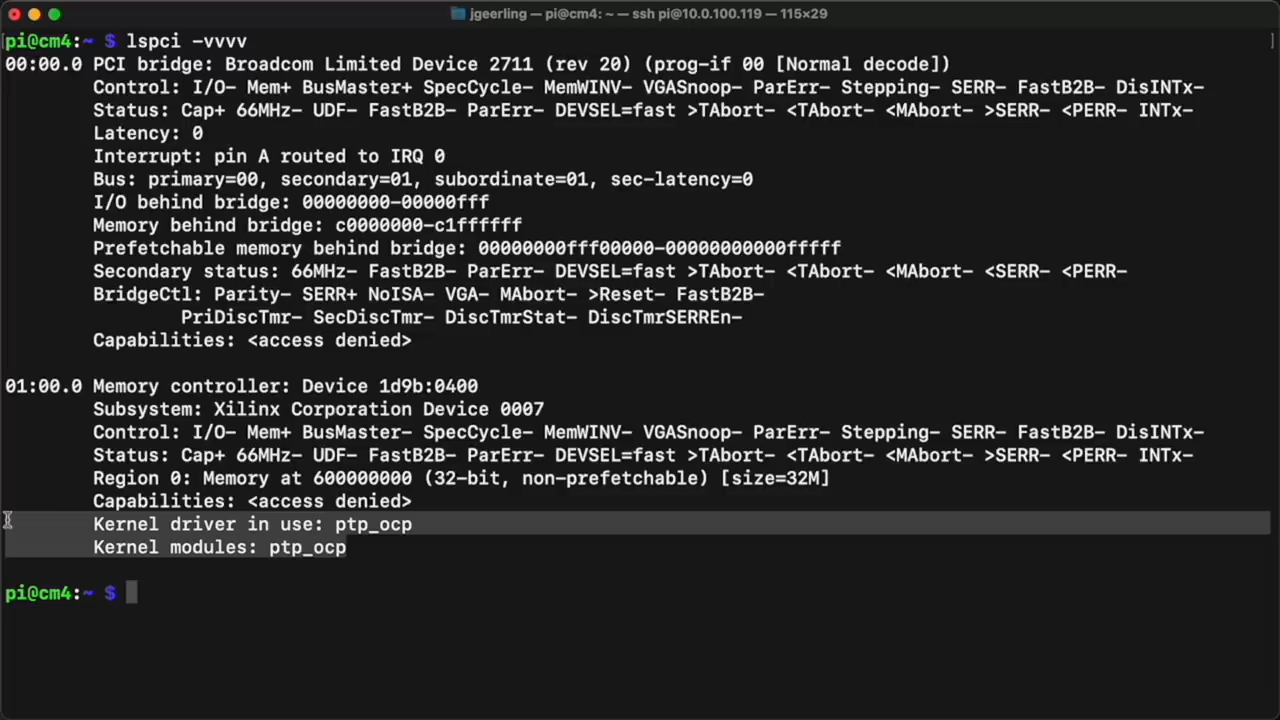 jgeerling — pi@cm4: ~ — ssh pi@10.0.100.119 — 115×29
pi@cm4:~ $ lspci -vvvv
00:00.0 PCI bridge: Broadcom Limited Device 2711 (rev 20) (prog-if 00 [Normal decode])
Control: I/O- Mem+ BusMaster+ SpecCycle- MemWINV- VGASnoop- ParErr- Stepping- SERR- FastB2B- DisINTx-
Status: Cap+ 66MHz- UDF- FastB2B- ParErr- DEVSEL=fast >TAbort- <TAbort- <MAbort- >SERR- <PERR- INTx-
Latency: 0
Interrupt: pin A routed to IRQ 0
Bus: primary=00, secondary=01, subordinate=01, sec-latency=0
I/O behind bridge: 00000000-00000fff
Memory behind bridge: c0000000-c1ffffff
Prefetchable memory behind bridge: 00000000fff00000-00000000000fffff
Secondary status: 66MHz- FastB2B- ParErr- DEVSEL=fast >TAbort- <TAbort- <MAbort- <SERR- <PERR-
BridgeCtl: Parity- SERR+ NoISA- VGA- MAbort- >Reset- FastB2B-
PriDiscTmr- SecDiscTmr- DiscTmrStat- DiscTmrSERREn-
Capabilities: <access denied>
01:00.0 Memory controller: Device 1d9b:0400
Subsystem: Xilinx Corporation Device 0007
Control: I/O- Mem+ BusMaster- SpecCycle- MemWINV- VGASnoop- ParErr- Stepping- SERR- FastB2B- DisINTx-
Status: Cap+ 66MHz- UDF- FastB2B- ParErr- DEVSEL=fast >TAbort- <TAbort- <MAbort- >SERR- <PERR- INTx-
Region 0: Memory at 600000000 (32-bit, non-prefetchable) [size=32M]
Capabilities: <access denied>
Kernel driver in use: ptp_ocp
Kernel modules: ptp_ocp
pi@cm4:~ $